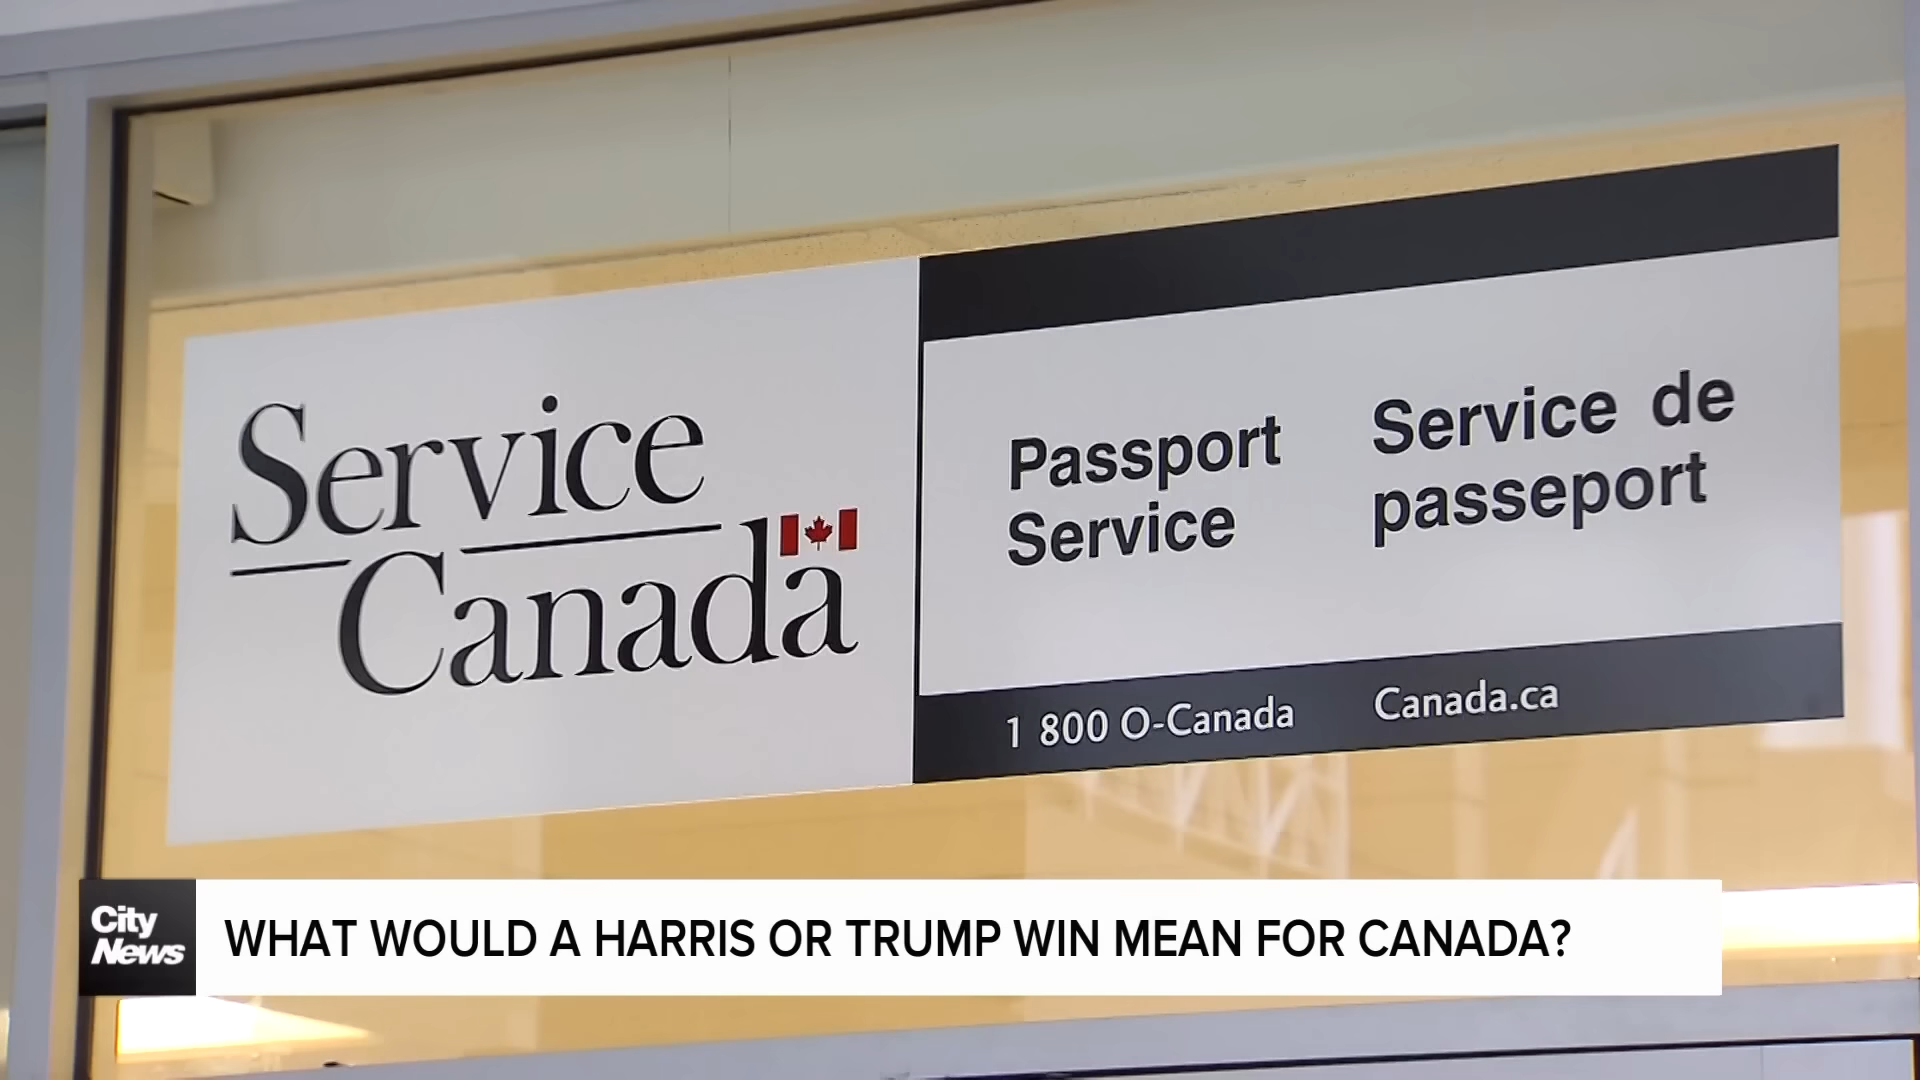 Service
Canada
Passport
Service
Service de
passeport
1 800 O-Canada
Canada.ca
City
News
WHAT WOULD A HARRIS OR TRUMP WIN MEAN FOR CANADA?